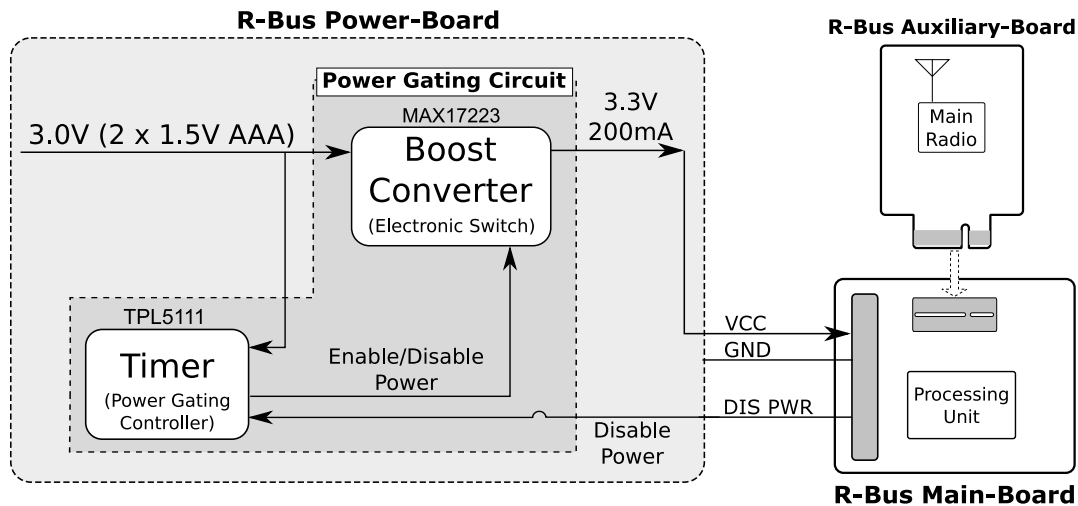 R-Bus Power-Board
R-Bus Auxiliary-Board
Power Gating Circuit
MAX17223
3.3V
200mA
3.0V (2 x 1.5V AAA)
Boost
Converter
(Electronic Switch)
Main
Radio
TPL5111
Timer
(Power Gating
Controller)
Enable/Disable
Power
VCC
GND
DIS PWR
Disable
Power
Processing
Unit
R-Bus Main-Board